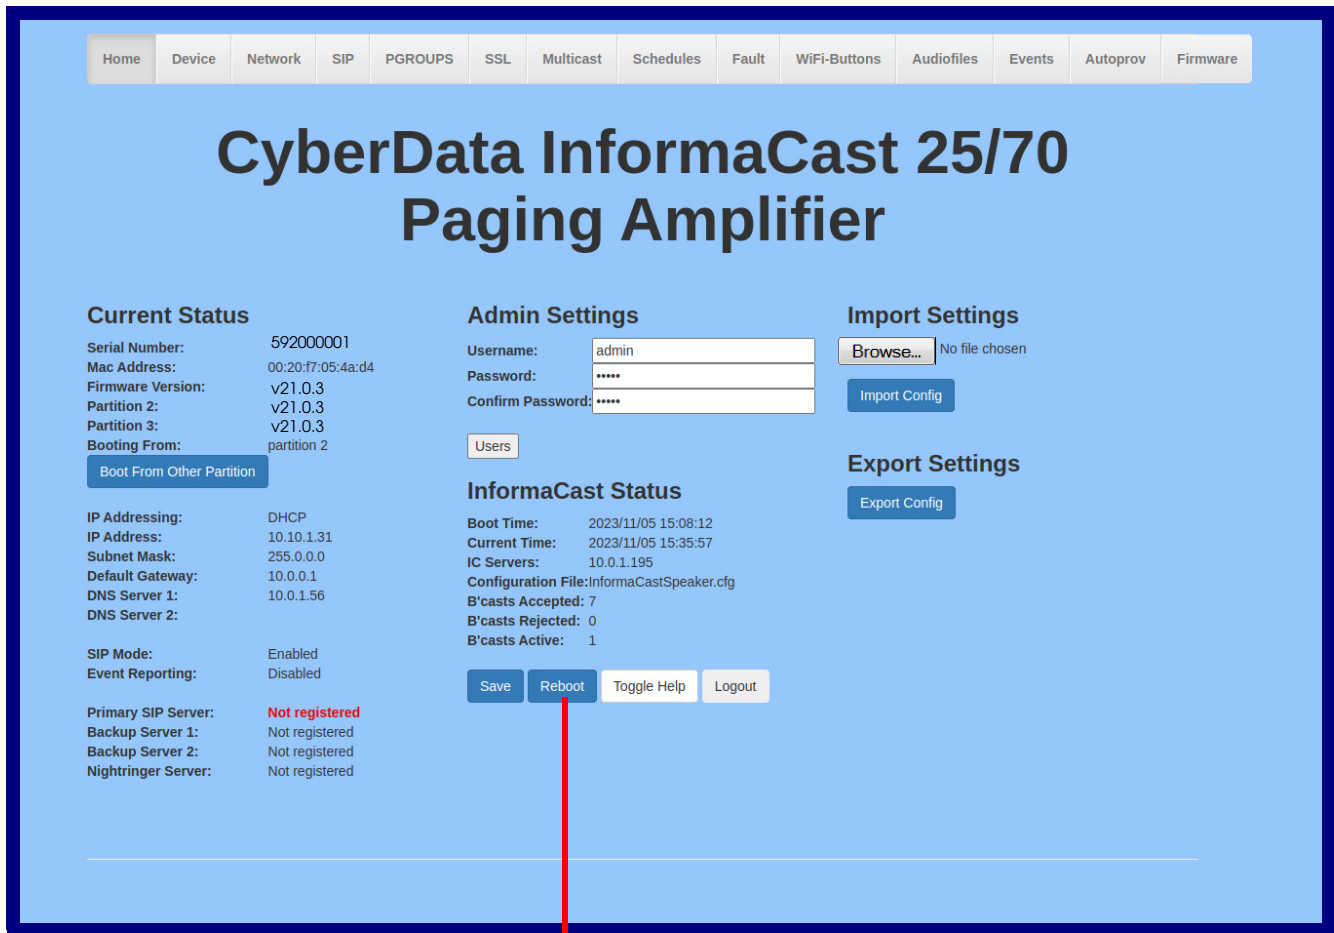 Home Device Network SIP PGROUPS SSL Multicast Schedules Fault WiFi-Buttons Audiofiles Events Autoprov Firmware
CyberData InformaCast 25/70
Paging Amplifier
Current Status
Serial Number: 592000001
Mac Address: 00:20:f7:05:4a:d4
Firmware Version: v21.0.3
Partition 2: v21.0.3
Partition 3: v21.0.3
Booting From: partition 2
Boot From Other Partition
IP Addressing: DHCP
IP Address: 10.10.1.31
Subnet Mask: 255.0.0.0
Default Gateway: 10.0.0.1
DNS Server 1: 10.0.1.56
DNS Server 2:
SIP Mode: Enabled
Event Reporting: Disabled
Primary SIP Server: Not registered
Backup Server 1: Not registered
Backup Server 2: Not registered
Nightringer Server: Not registered
Admin Settings
Username: admin
Password: •••••
Confirm Password: •••••
Users
InformaCast Status
Boot Time: 2023/11/05 15:08:12
Current Time: 2023/11/05 15:35:57
IC Servers: 10.0.1.195
Configuration File: InformaCastSpeaker.cfg
B'casts Accepted: 7
B'casts Rejected: 0
B'casts Active: 1
Save Reboot Toggle Help Logout
Import Settings
Browse... No file chosen
Import Config
Export Settings
Export Config